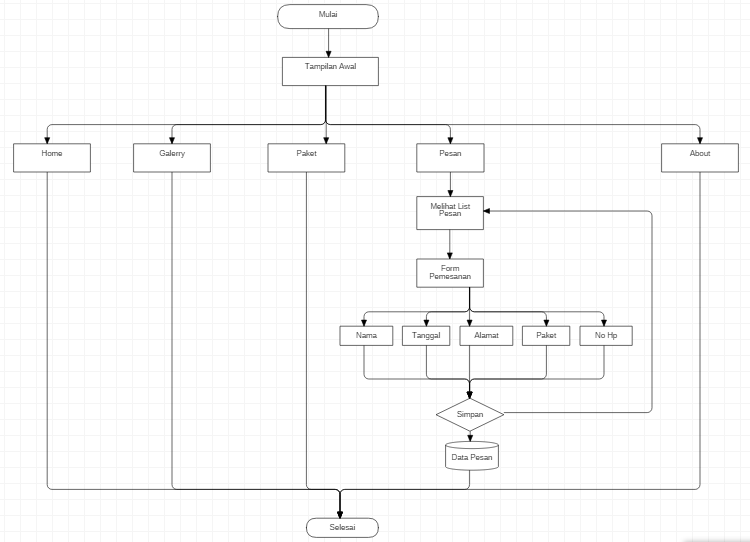 Mulai
Tampilan Awal
Home
Galerry
Paket
Pesan
About
Melihat List
Pesan
Form
Pemesanan
Nama
Tanggal
Alamat
Paket
No Hp
Simpan
Data Pesan
Selesai